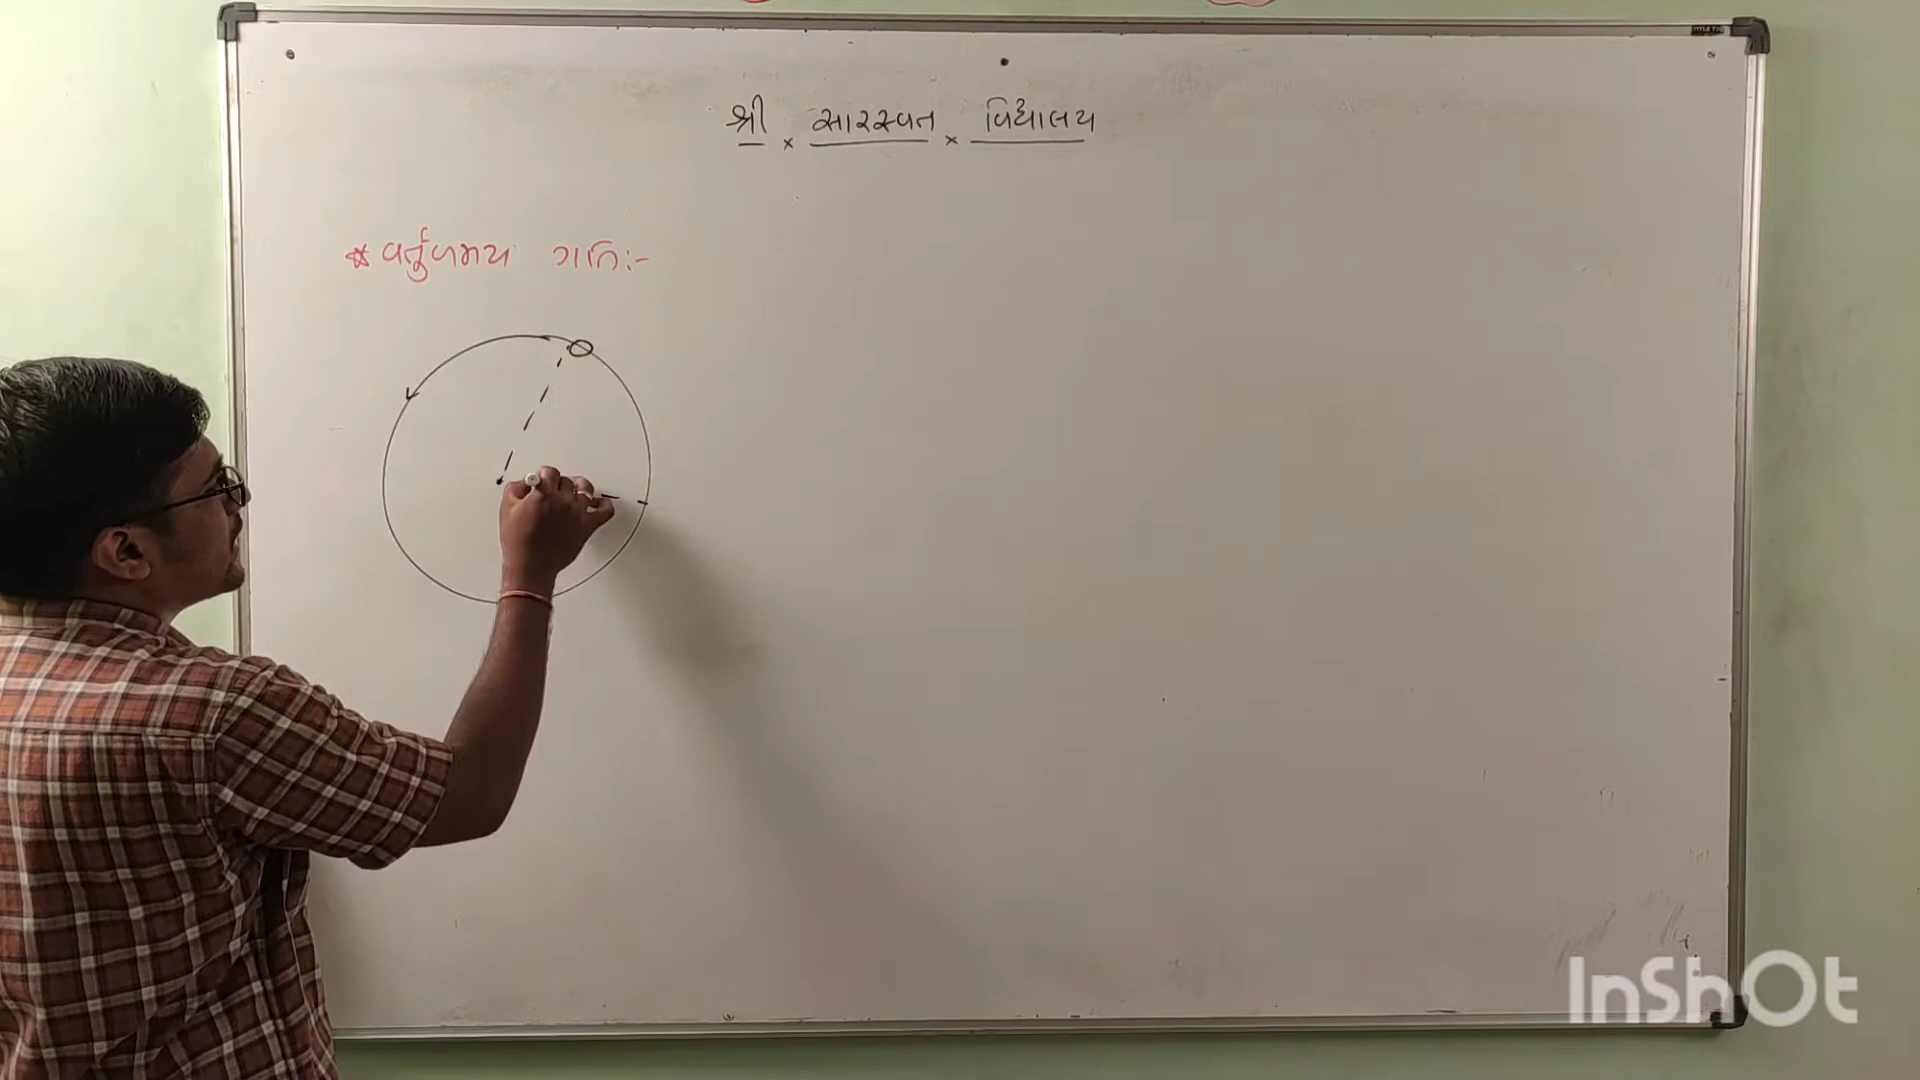 શ્રી × સારસ્વત × વિદ્યાલય
* વર્તુળમય ગતિ:-
InShOt